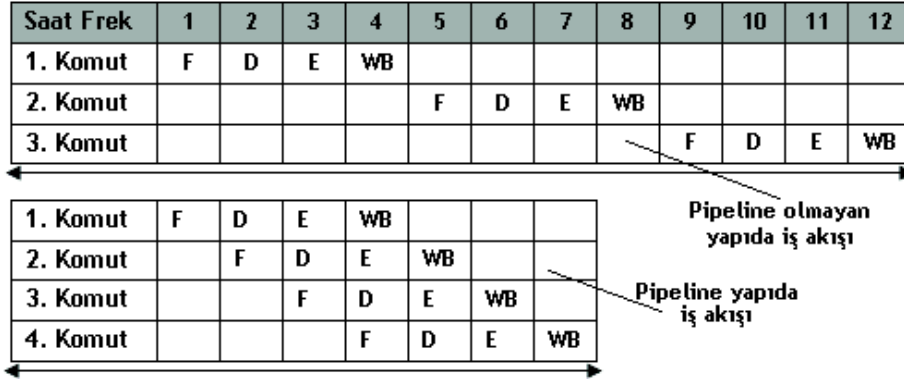 Saat Frek 1 2 3 4 5 6 7 8 9 10 11 12
1. Komut F D E WB
2. Komut F D E WB
3. Komut F D E WB
Pipeline olmayan
yapıda iş akışı
1. Komut F D E WB
2. Komut F D E WB
3. Komut F D E WB
4. Komut F D E WB
Pipeline yapıda
iş akışı